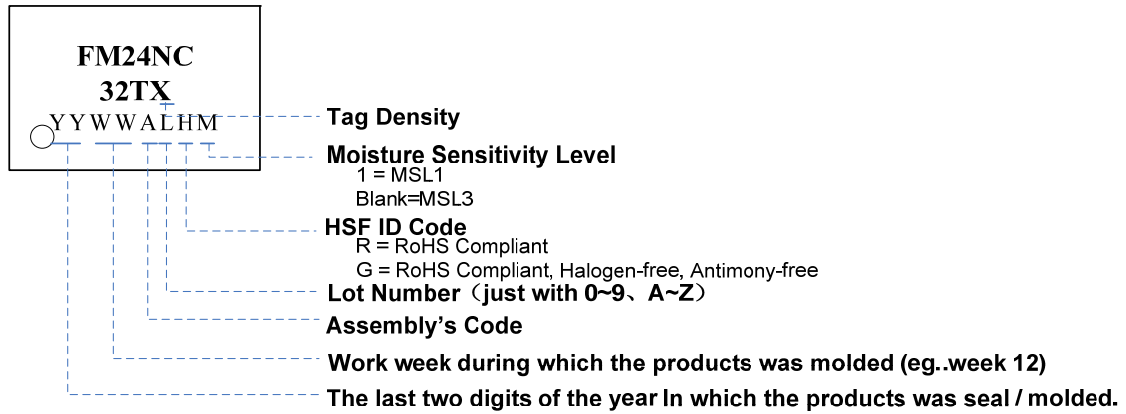 FM24NC
32TX
YYWWALHM
Tag Density
Moisture Sensitivity Level
1 = MSL1
Blank=MSL3
HSF ID Code
R = RoHS Compliant
G = RoHS Compliant, Halogen-free, Antimony-free
Lot Number（just with 0~9、A~Z）
Assembly's Code
Work week during which the products was molded (eg..week 12)
The last two digits of the year In which the products was seal / molded.